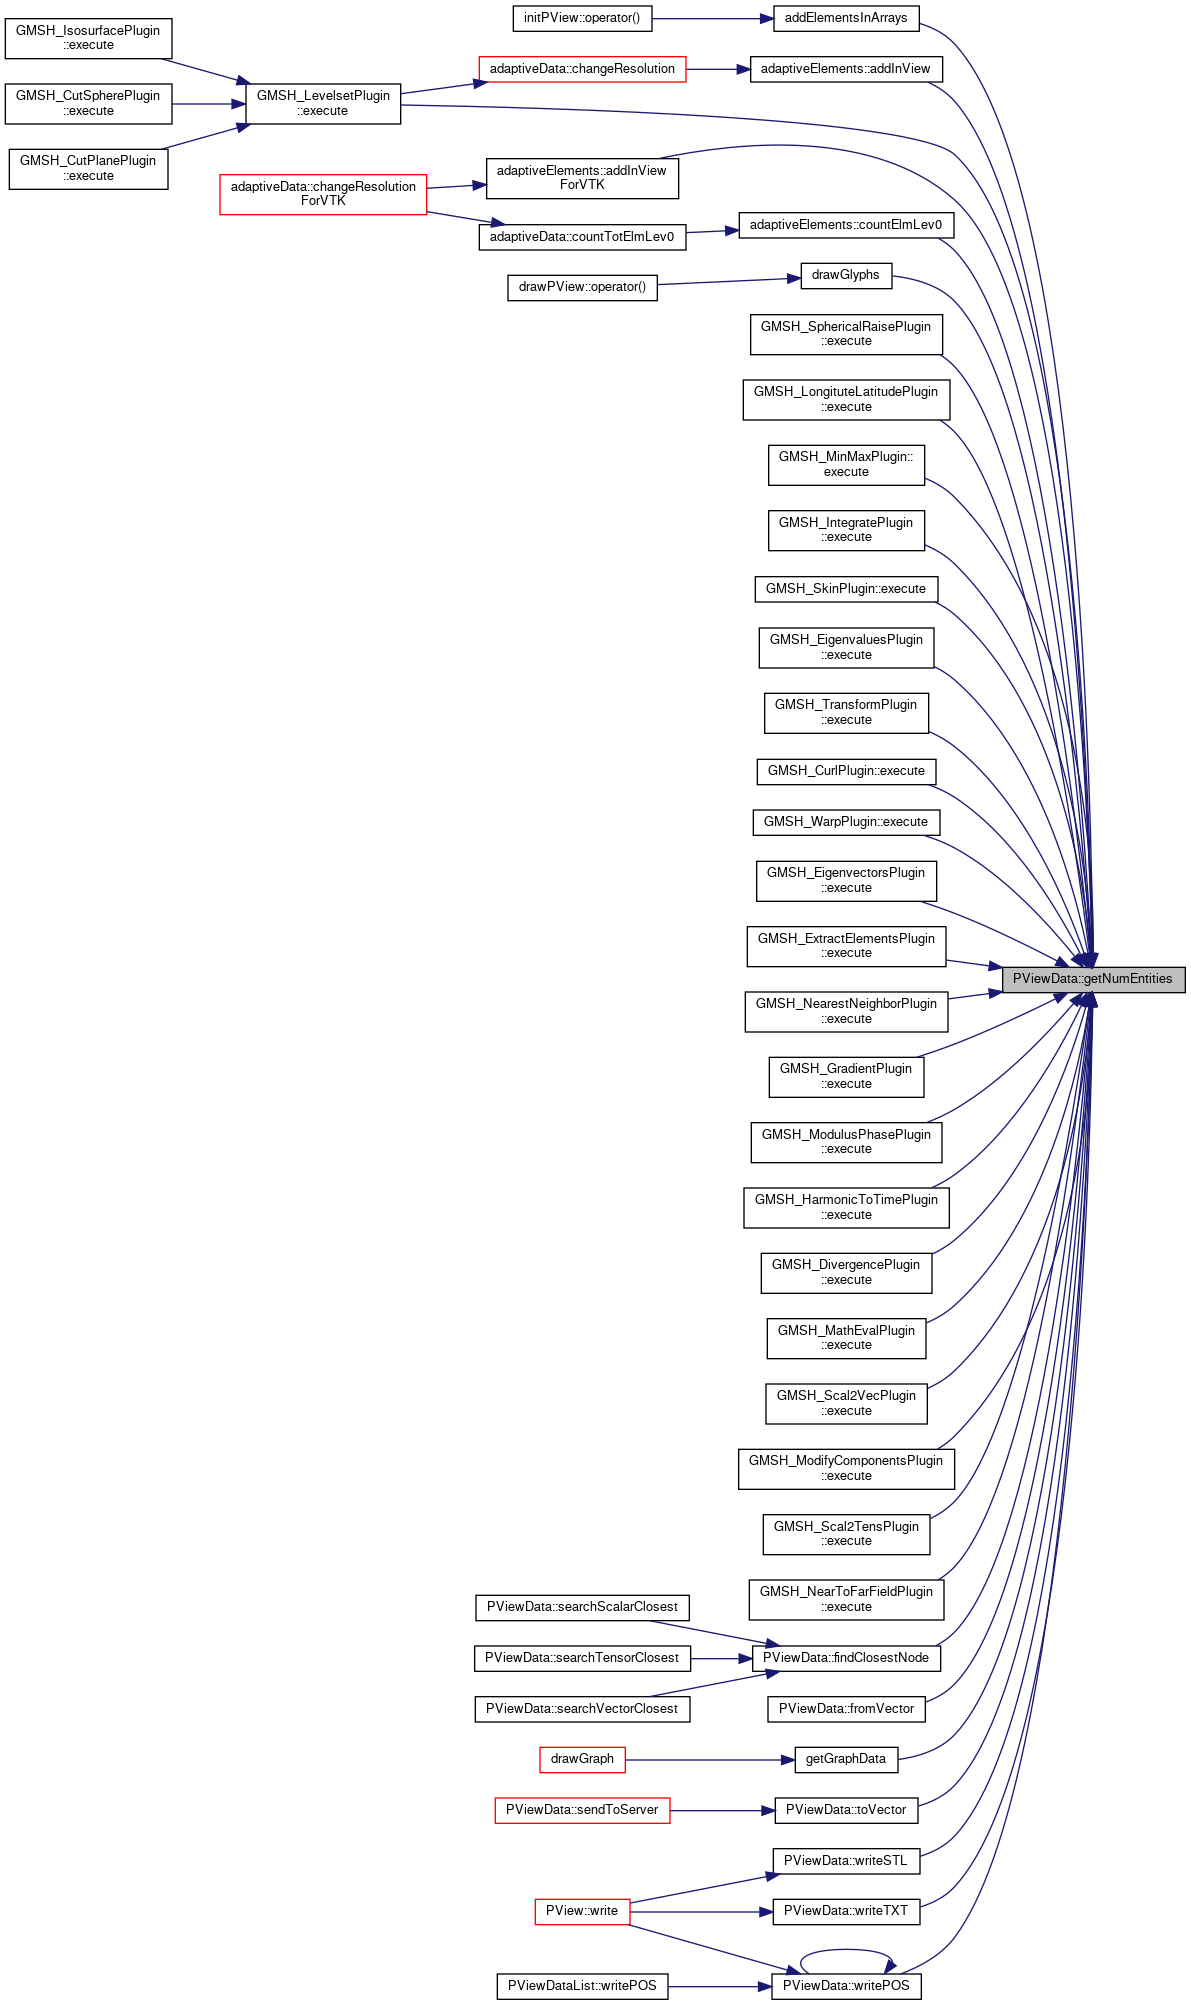 initPView::operator()
addElementsInArrays
GMSH_IsosurfacePlugin
::execute
adaptiveData::changeResolution
adaptiveElements::addInView
GMSH_CutSpherePlugin
::execute
GMSH_LevelsetPlugin
::execute
GMSH_CutPlanePlugin
::execute
adaptiveData::changeResolution
ForVTK
adaptiveElements::addInView
ForVTK
adaptiveData::countTotElmLev0
adaptiveElements::countElmLev0
drawPView::operator()
drawGlyphs
GMSH_SphericalRaisePlugin
::execute
GMSH_LongituteLatitudePlugin
::execute
GMSH_MinMaxPlugin::
execute
GMSH_IntegratePlugin
::execute
GMSH_SkinPlugin::execute
GMSH_EigenvaluesPlugin
::execute
GMSH_TransformPlugin
::execute
GMSH_CurlPlugin::execute
GMSH_WarpPlugin::execute
GMSH_EigenvectorsPlugin
::execute
GMSH_ExtractElementsPlugin
::execute
PViewData::getNumEntities
GMSH_NearestNeighborPlugin
::execute
GMSH_GradientPlugin
::execute
GMSH_ModulusPhasePlugin
::execute
GMSH_HarmonicToTimePlugin
::execute
GMSH_DivergencePlugin
::execute
GMSH_MathEvalPlugin
::execute
GMSH_Scal2VecPlugin
::execute
GMSH_ModifyComponentsPlugin
::execute
GMSH_Scal2TensPlugin
::execute
GMSH_NearToFarFieldPlugin
::execute
PViewData::searchScalarClosest
PViewData::searchTensorClosest
PViewData::findClosestNode
PViewData::searchVectorClosest
PViewData::fromVector
drawGraph
getGraphData
PViewData::sendToServer
PViewData::toVector
PViewData::writeSTL
PView::write
PViewData::writeTXT
PViewDataList::writePOS
PViewData::writePOS